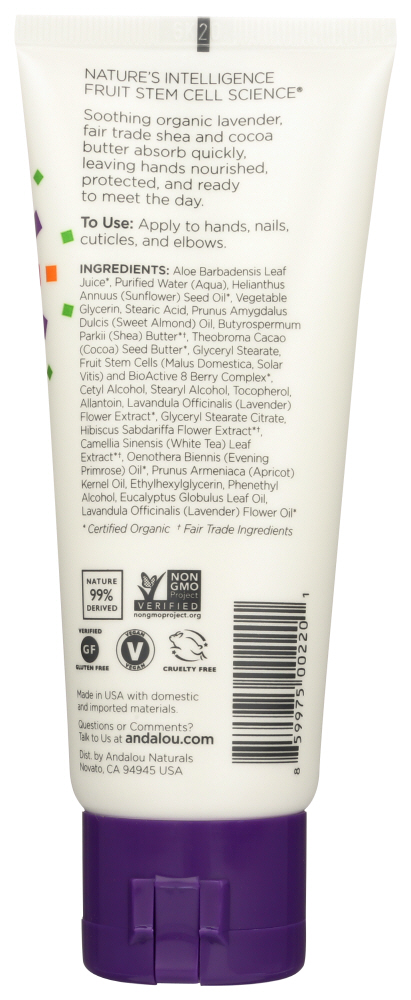 NATURE'S INTELLIGENCE
FRUIT STEM CELL SCIENCE®
Soothing organic lavender,
fair trade shea and cocoa
butter absorb quickly,
leaving hands nourished,
protected, and ready
to meet the day.
To Use: Apply to hands, nails,
cuticles, and elbows.
INGREDIENTS: Aloe Barbadensis Leaf
Juice*, Purified Water (Aqua), Helianthus
Annuus (Sunflower) Seed Oil*, Vegetable
Glycerin, Stearic Acid, Prunus Amygdalus
Dulcis (Sweet Almond) Oil, Butyrospermum
Parkii (Shea) Butter*†, Theobroma Cacao
(Cocoa) Seed Butter*, Glyceryl Stearate,
Fruit Stem Cells (Malus Domestica, Solar
Vitis) and BioActive 8 Berry Complex*,
Cetyl Alcohol, Stearyl Alcohol, Tocopherol,
Allantoin, Lavandula Officinalis (Lavender)
Flower Extract*, Glyceryl Stearate Citrate,
Hibiscus Sabdariffa Flower Extract*†,
Camellia Sinensis (White Tea) Leaf
Extract*†, Oenothera Biennis (Evening
Primrose) Oil*, Prunus Armeniaca (Apricot)
Kernel Oil, Ethylhexylglycerin, Phenethyl
Alcohol, Eucalyptus Globulus Leaf Oil,
Lavandula Officinalis (Lavender) Flower Oil*
*Certified Organic † Fair Trade Ingredients
NATURE
99%
DERIVED
NON
GMO
Project
VERIFIED
nongmoproject.org
VERIFIED
GF
GLUTEN FREE
VEGAN
V
VEGAN
CRUELTY FREE
Made in USA with domestic
and imported materials.
Questions or Comments?
Talk to Us at andalou.com
Dist. by Andalou Naturals
Novato, CA 94945 USA
8 59975 00220 1